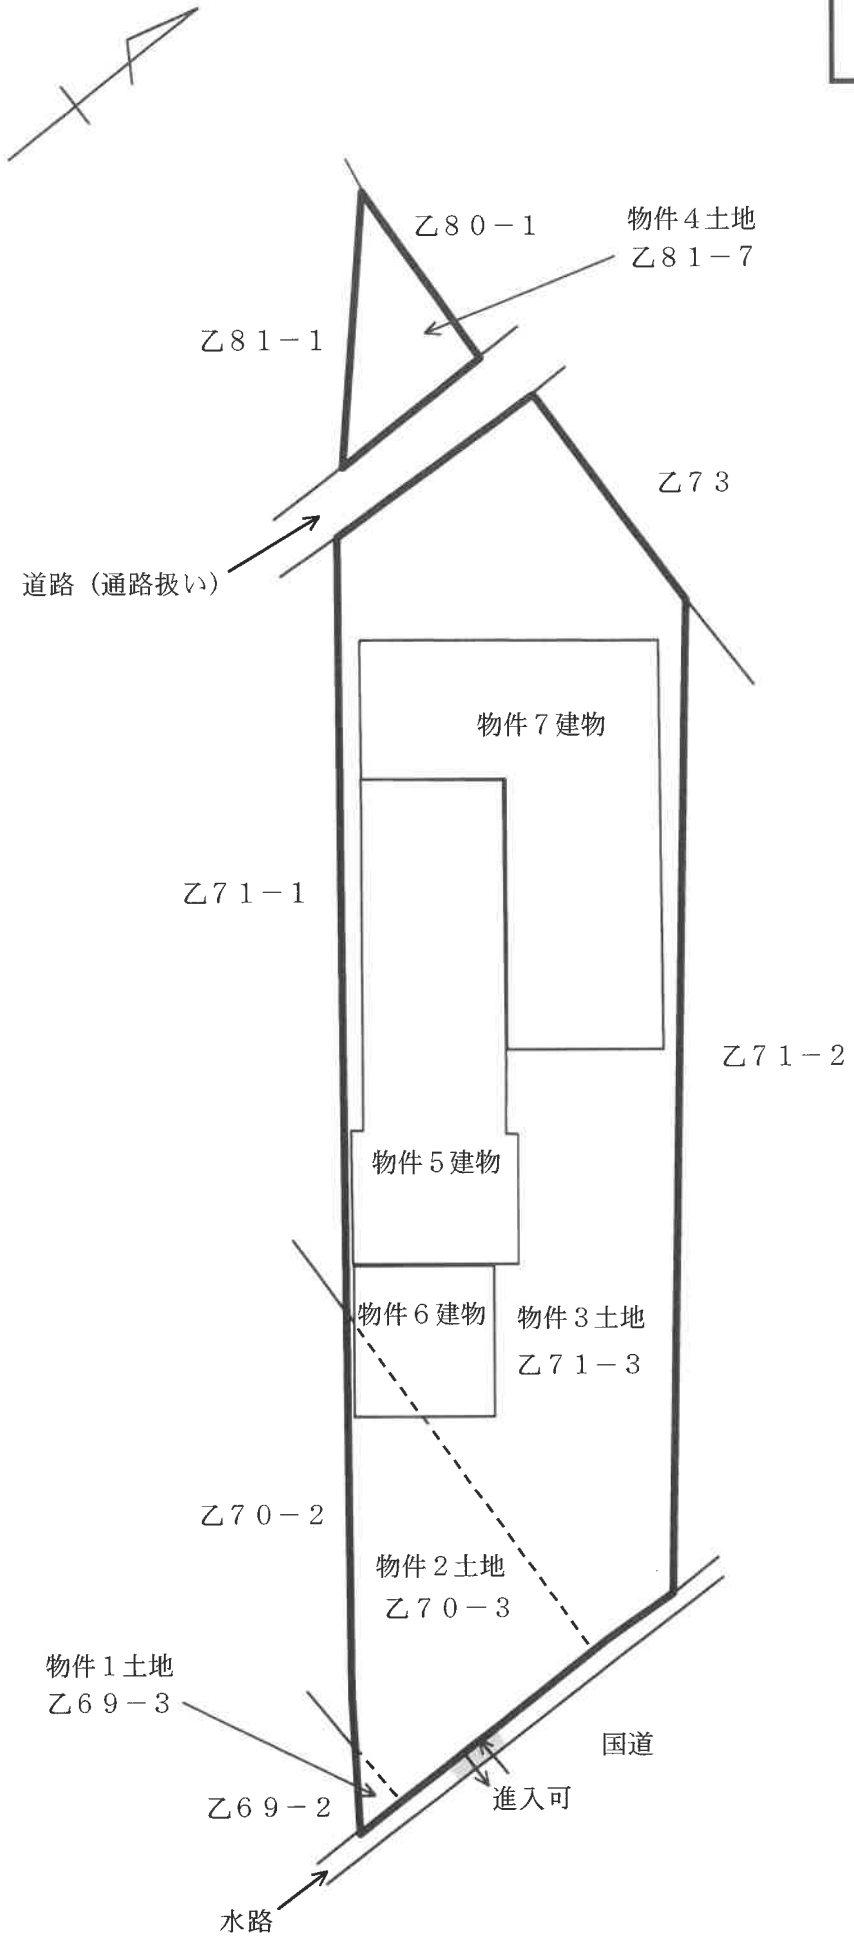 乙８０－１
物件４土地
乙８１－７
乙８１－１
乙７３
道路（通路扱い）
物件７建物
乙７１－１
乙７１－２
物件５建物
物件６建物
物件３土地
乙７１－３
乙７０－２
物件２土地
乙７０－３
物件１土地
乙６９－３
国道
進入可
乙６９－２
水路